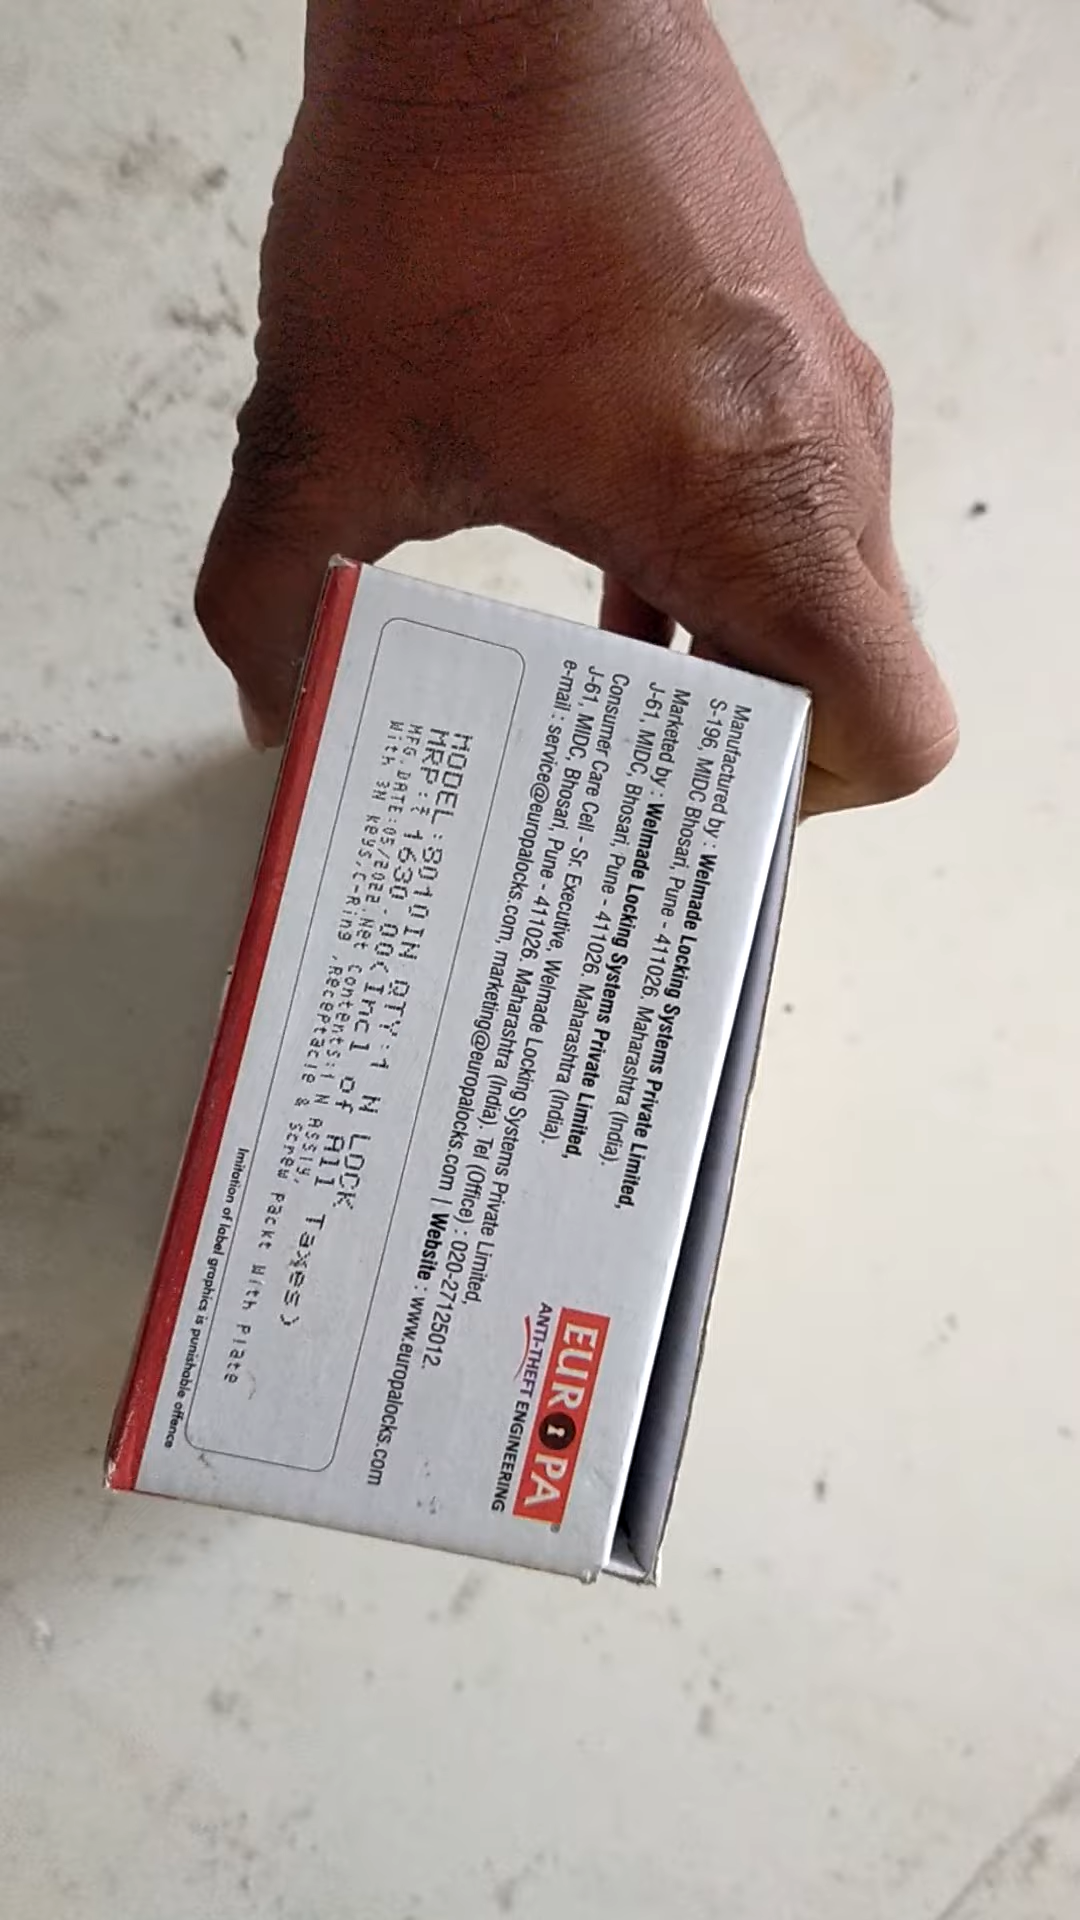 Manufactured by : Welmade Locking Systems Private Limited,
S-196, MIDC Bhosari, Pune - 411026, Maharashtra (India).
Marketed by : Welmade Locking Systems Private Limited,
J-61, MIDC, Bhosari, Pune - 411026, Maharashtra (India).
Consumer Care Cell - Sr. Executive, Welmade Locking Systems Private Limited,
J-61, MIDC, Bhosari, Pune - 411026. Maharashtra (India). Tel (Office) : 020-27125012.
e-mail : service@europalocks.com, marketing@europalocks.com | Website : www.europalocks.com
EUROPA
ANTI-THEFT ENGINEERING
MODEL :8010IN QTY:1 N LOCK
MRP :₹ 1630.00(Incl of All Taxes)
MFG.DATE:05/2022.Net Contents:1 N Assly,
With 3N keys,C-Ring ,Receptacle & Screw Packt With Plate
Imitation of label graphics is punishable offence